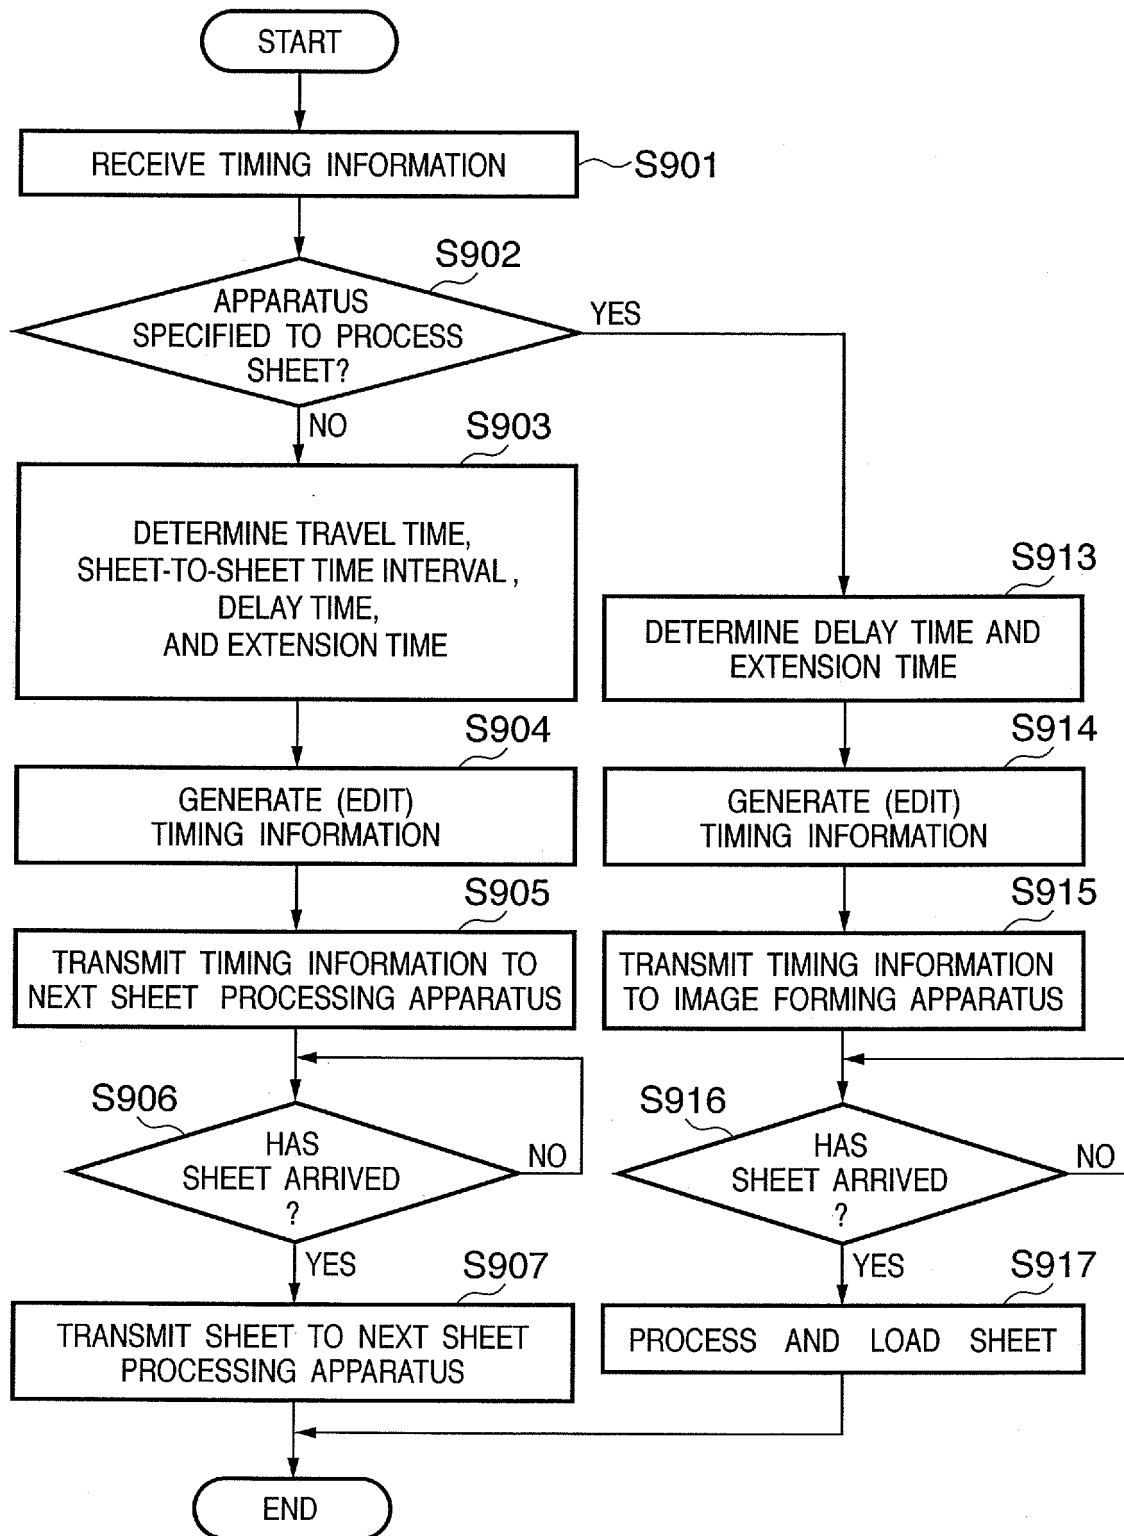 START
RECEIVE TIMING INFORMATION
S901
S902
APPARATUS
SPECIFIED TO PROCESS
SHEET?
YES
NO
S903
DETERMINE TRAVEL TIME,
SHEET-TO-SHEET TIME INTERVAL,
DELAY TIME,
AND EXTENSION TIME
S904
GENERATE (EDIT)
TIMING INFORMATION
S905
TRANSMIT TIMING INFORMATION TO
NEXT SHEET PROCESSING APPARATUS
S906
HAS
SHEET ARRIVED
?
NO
YES
S907
TRANSMIT SHEET TO NEXT SHEET
PROCESSING APPARATUS
S913
DETERMINE DELAY TIME AND
EXTENSION TIME
S914
GENERATE (EDIT)
TIMING INFORMATION
S915
TRANSMIT TIMING INFORMATION
TO IMAGE FORMING APPARATUS
S916
HAS
SHEET ARRIVED
?
NO
YES
S917
PROCESS AND LOAD SHEET
END